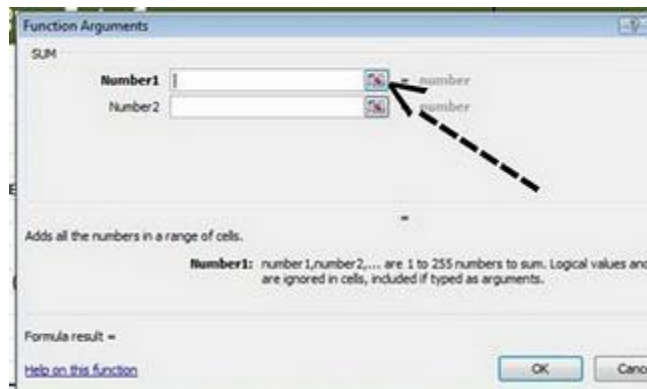 Function Arguments
SUM
Number1 = number
Number2 = number
=
Adds all the numbers in a range of cells.
Number1: number1,number2,... are 1 to 255 numbers to sum. Logical values and
are ignored in cells, included if typed as arguments.
Formula result =
Help on this function
OK
Canc